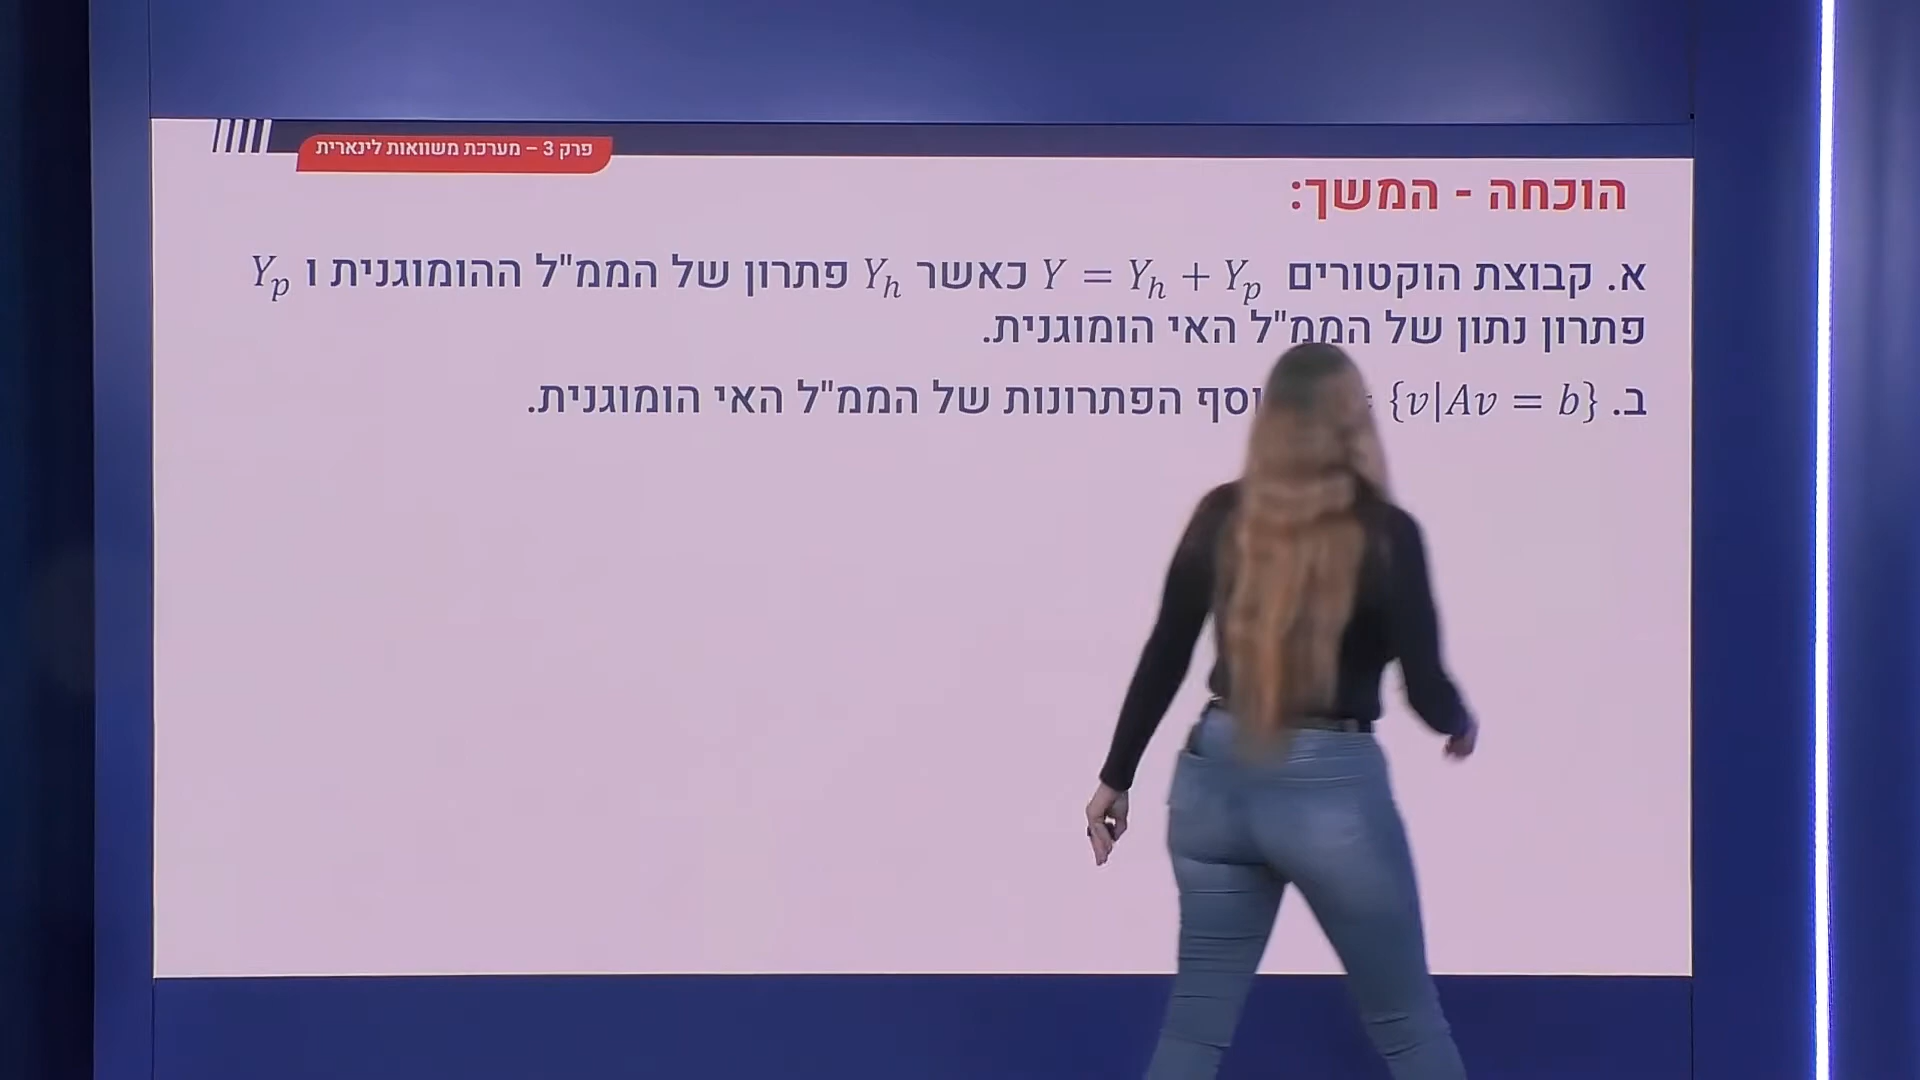 פרק 3 – מערכת משוואות לינארית
הוכחה - המשך:
א. קבוצת הוקטורים Y = Y_h + Y_p כאשר Y_h פתרון של הממ"ל ההומוגנית ו Y_p
פתרון נתון של הממ"ל האי הומוגנית.
ב. {v|Av = b} הפתרונות של הממ"ל האי הומוגנית.